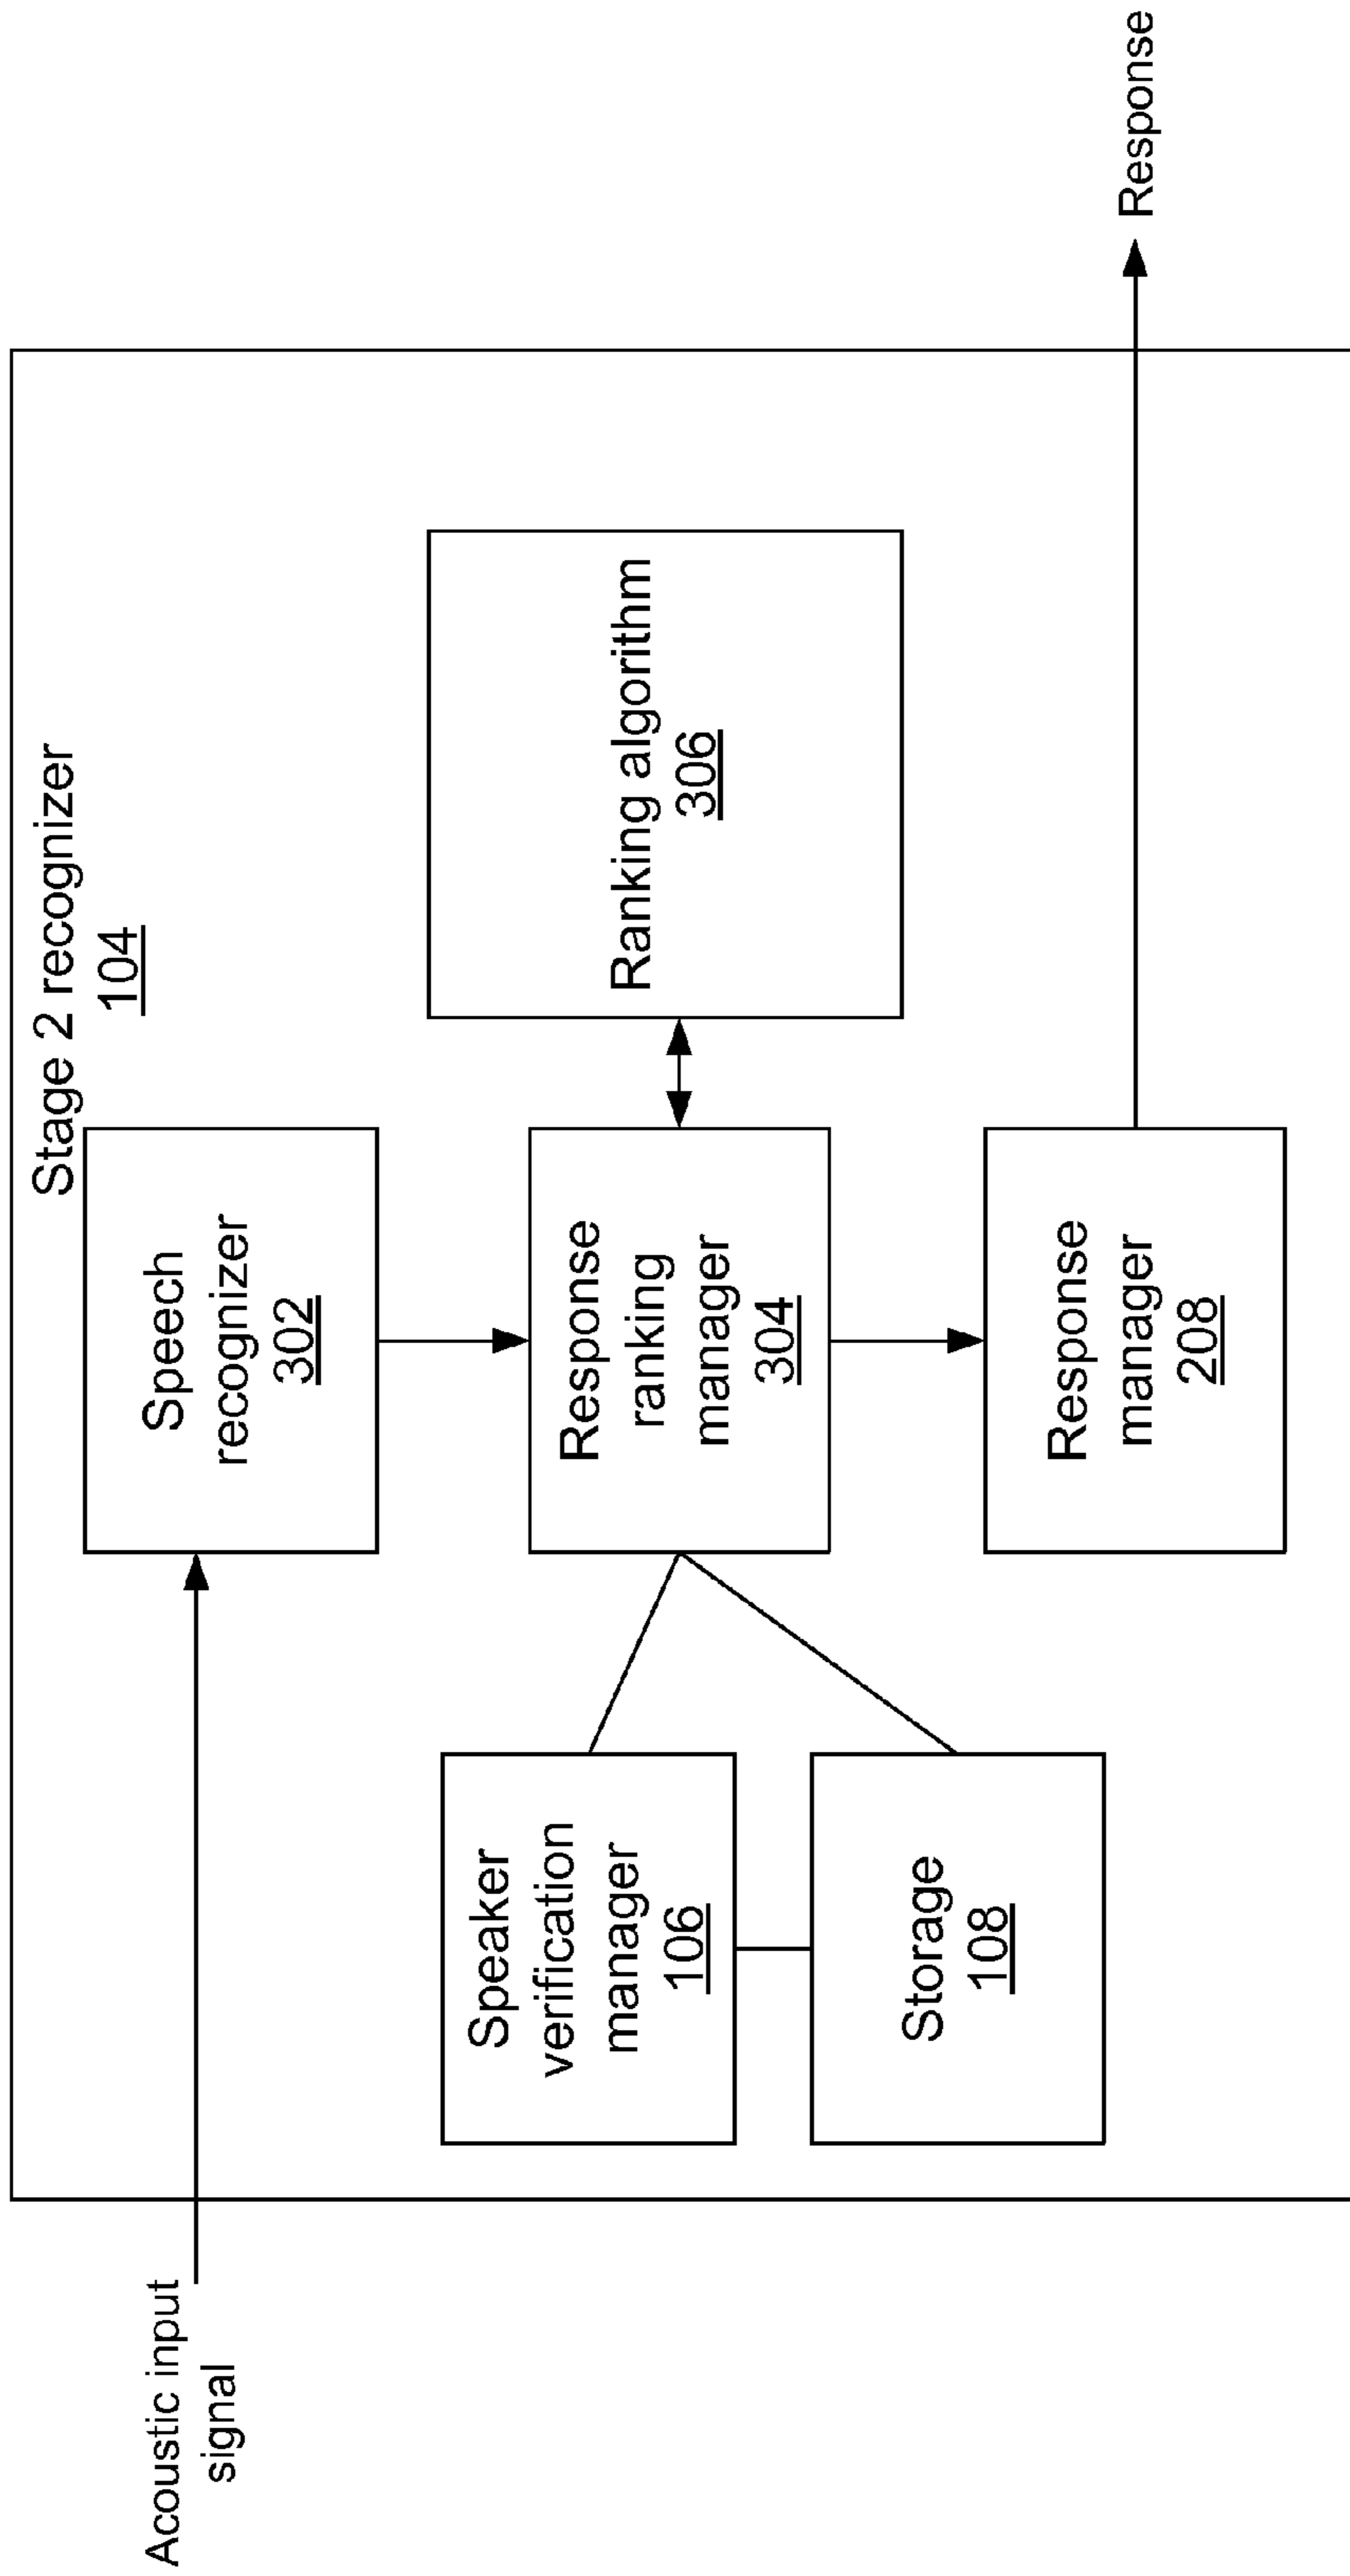 Stage 2 recognizer
104
Acoustic input
signal
Speech
recognizer
302
Speaker
verification
manager
106
Response
ranking
manager
304
Ranking algorithm
306
Storage
108
Response
manager
208
Response